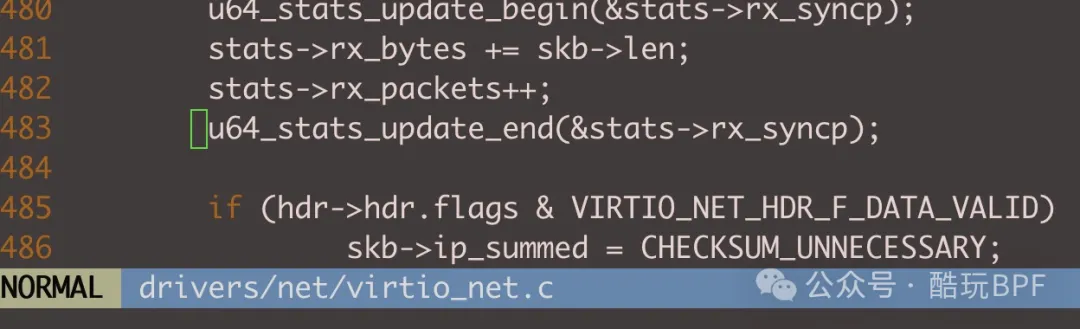 480 u64_stats_update_begin(&stats->rx_syncp);
481 stats->rx_bytes += skb->len;
482 stats->rx_packets++;
483 u64_stats_update_end(&stats->rx_syncp);
484
485 if (hdr->hdr.flags & VIRTIO_NET_HDR_F_DATA_VALID)
486 skb->ip_summed = CHECKSUM_UNNECESSARY;
NORMAL drivers/net/virtio_net.c 公众号 · 酷玩BPF